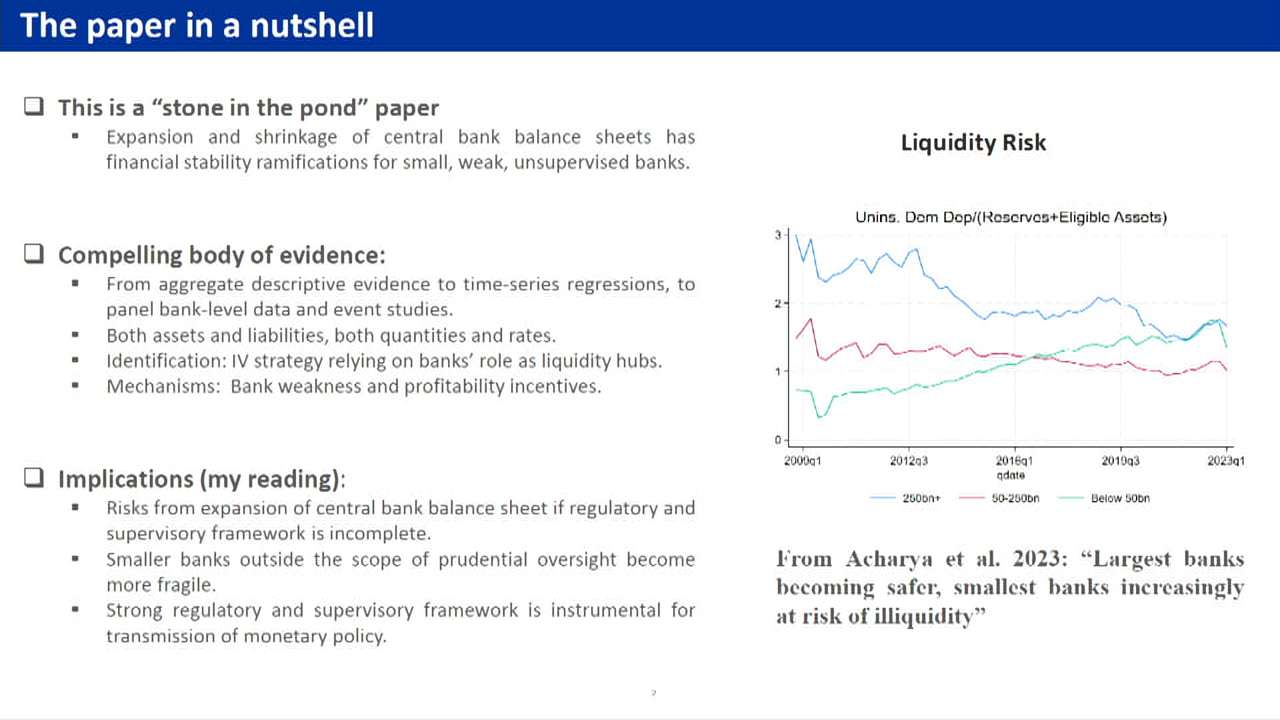 The paper in a nutshell
This is a “stone in the pond” paper
Expansion and shrinkage of central bank balance sheets has
financial stability ramifications for small, weak, unsupervised banks.
Compelling body of evidence:
From aggregate descriptive evidence to time-series regressions, to
panel bank-level data and event studies.
Both assets and liabilities, both quantities and rates.
Identification: IV strategy relying on banks’ role as liquidity hubs.
Mechanisms: Bank weakness and profitability incentives.
Implications (my reading):
Risks from expansion of central bank balance sheet if regulatory and
supervisory framework is incomplete.
Smaller banks outside the scope of prudential oversight become
more fragile.
Strong regulatory and supervisory framework is instrumental for
transmission of monetary policy.
Liquidity Risk
Unins. Dom Dep/(Reserves+Eligible Assets)
3
2
1
0
2009q1 2012q3 2016q1 2019q3 2023q1
qdate
250bn+ 50-250bn Below 50bn
From Acharya et al. 2023: “Largest banks
becoming safer, smallest banks increasingly
at risk of illiquidity”
2